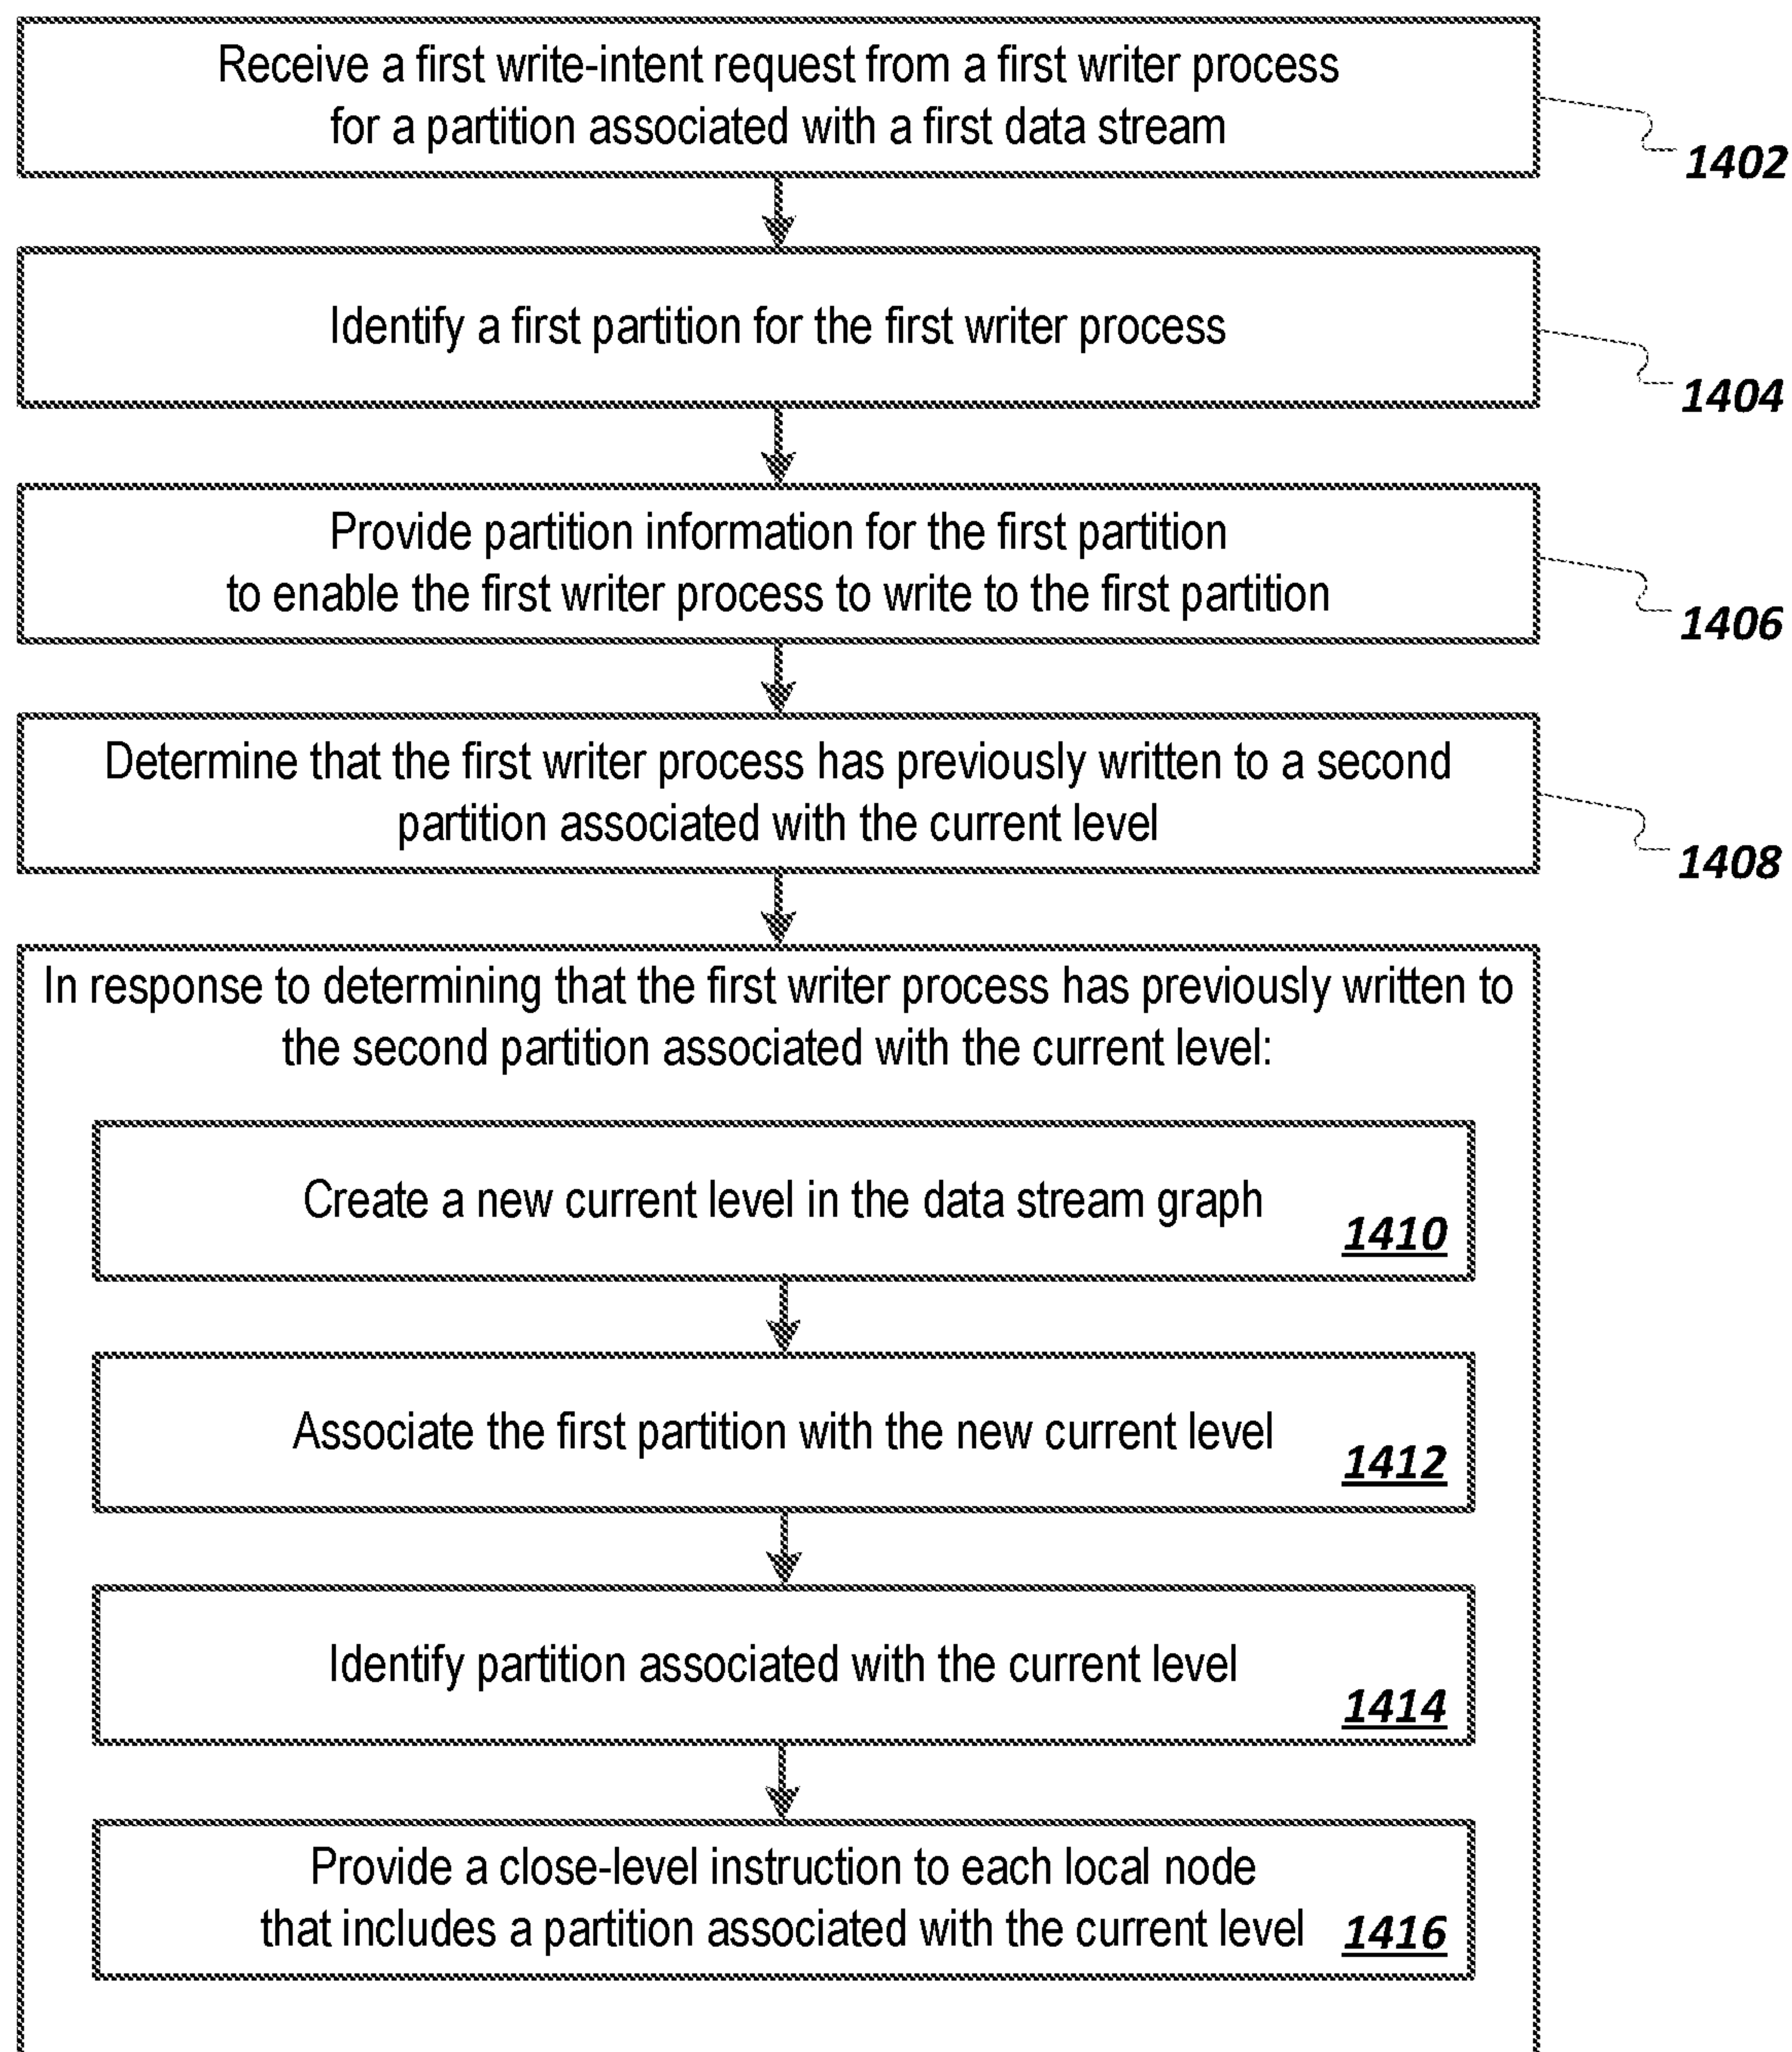 Receive a first write-intent request from a first writer process
for a partition associated with a first data stream
1402
Identify a first partition for the first writer process
1404
Provide partition information for the first partition
to enable the first writer process to write to the first partition
1406
Determine that the first writer process has previously written to a second
partition associated with the current level
1408
In response to determining that the first writer process has previously written to
the second partition associated with the current level:
Create a new current level in the data stream graph
1410
Associate the first partition with the new current level
1412
Identify partition associated with the current level
1414
Provide a close-level instruction to each local node
that includes a partition associated with the current level 1416